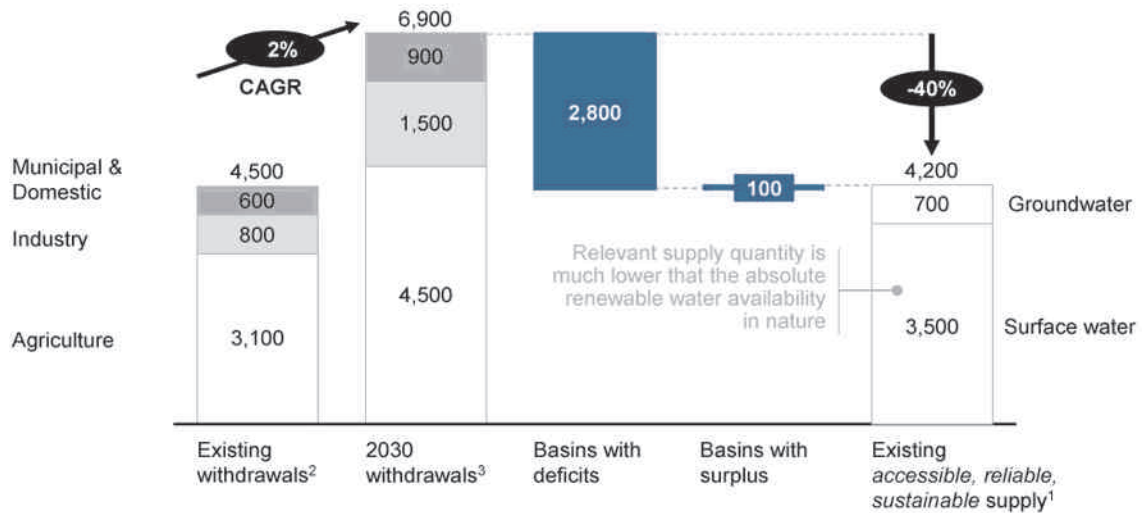 2%
CAGR
6,900
900
1,500
4,500
Municipal &
Domestic
4,500
600
Industry
800
Agriculture
3,100
2,800
100
-40%
4,200
700
Groundwater
Relevant supply quantity is
much lower that the absolute
renewable water availability
in nature
3,500
Surface water
Existing
withdrawals²
2030
withdrawals³
Basins with
deficits
Basins with
surplus
Existing
accessible, reliable,
sustainable supply¹